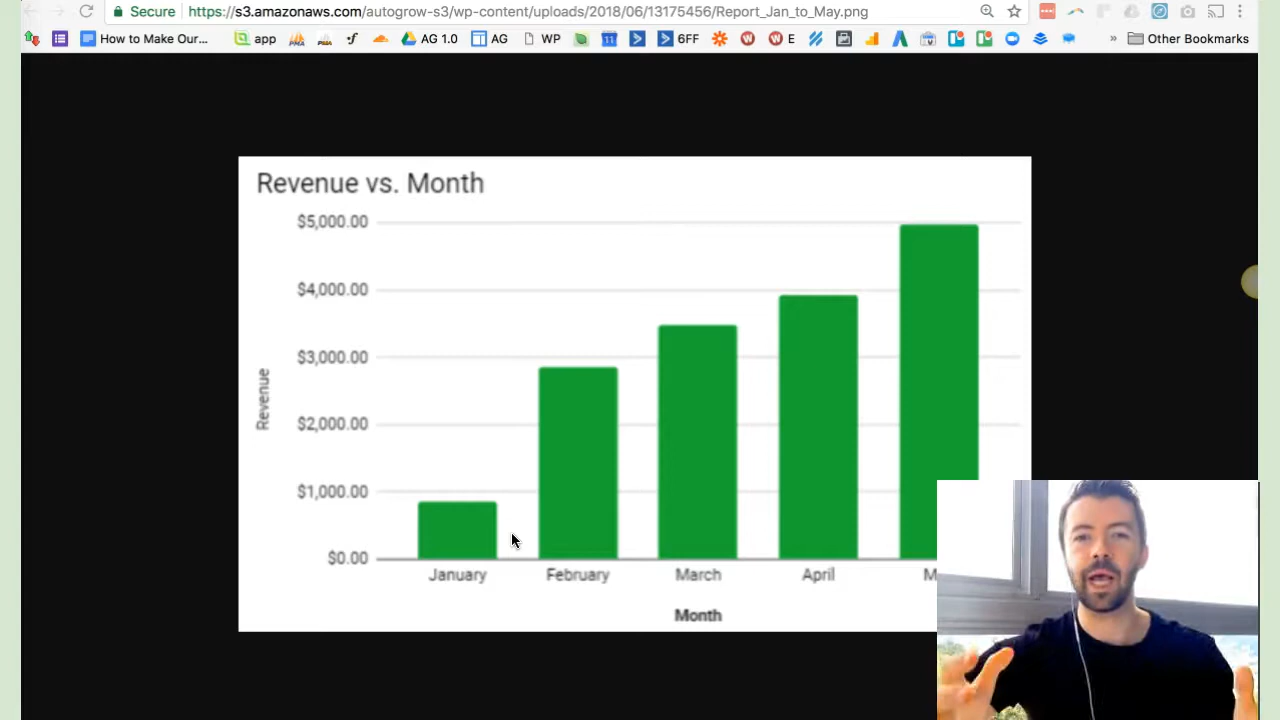 Secure https://s3.amazonaws.com/autogrow-s3/wp-content/uploads/2018/06/13175456/Report_Jan_to_May.png
How to Make Our... app AG 1.0 AG WP 6FF E » Other Bookmarks
Revenue vs. Month
$5,000.00
$4,000.00
$3,000.00
$2,000.00
$1,000.00
$0.00
Revenue
January February March April M
Month